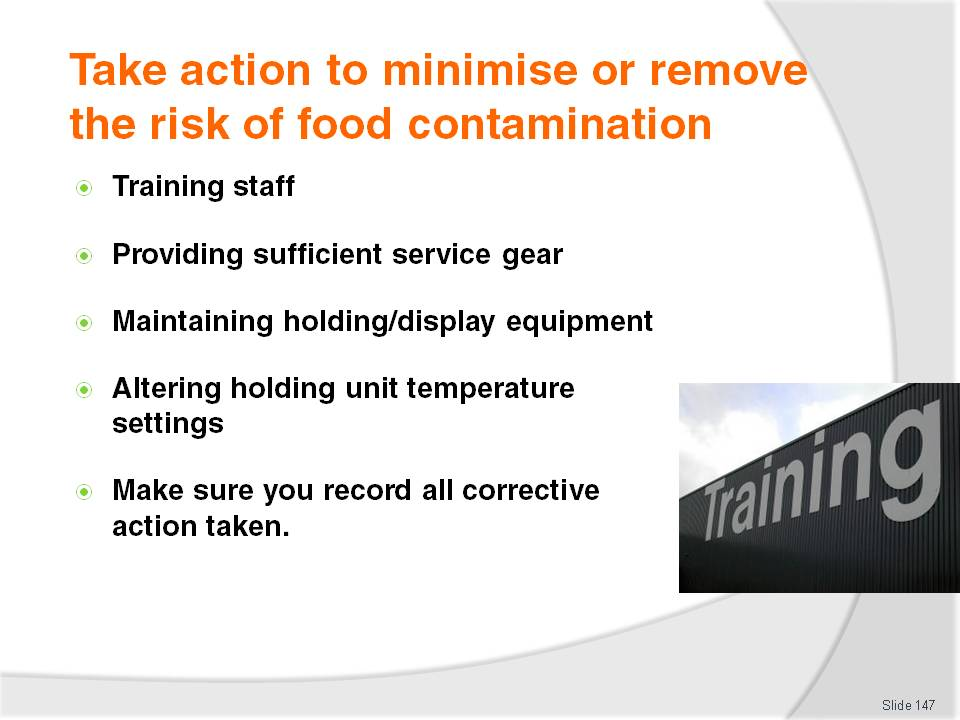 Take action to minimise or remove
the risk of food contamination
Training staff
Providing sufficient service gear
Maintaining holding/display equipment
Altering holding unit temperature
settings
Make sure you record all corrective
action taken.
Training
Slide 147